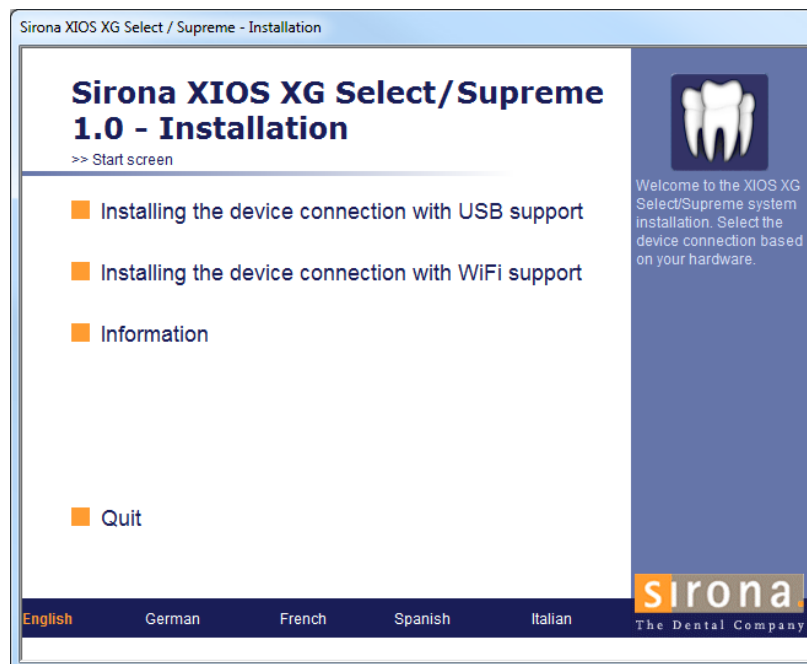 Sirona XIOS XG Select / Supreme - Installation
Sirona XIOS XG Select/Supreme
1.0 - Installation
>> Start screen
Installing the device connection with USB support
Installing the device connection with WiFi support
Information
Quit
Welcome to the XIOS XG
Select/Supreme system
installation. Select the
device connection based
on your hardware.
sirona.
The Dental Company
English German French Spanish Italian